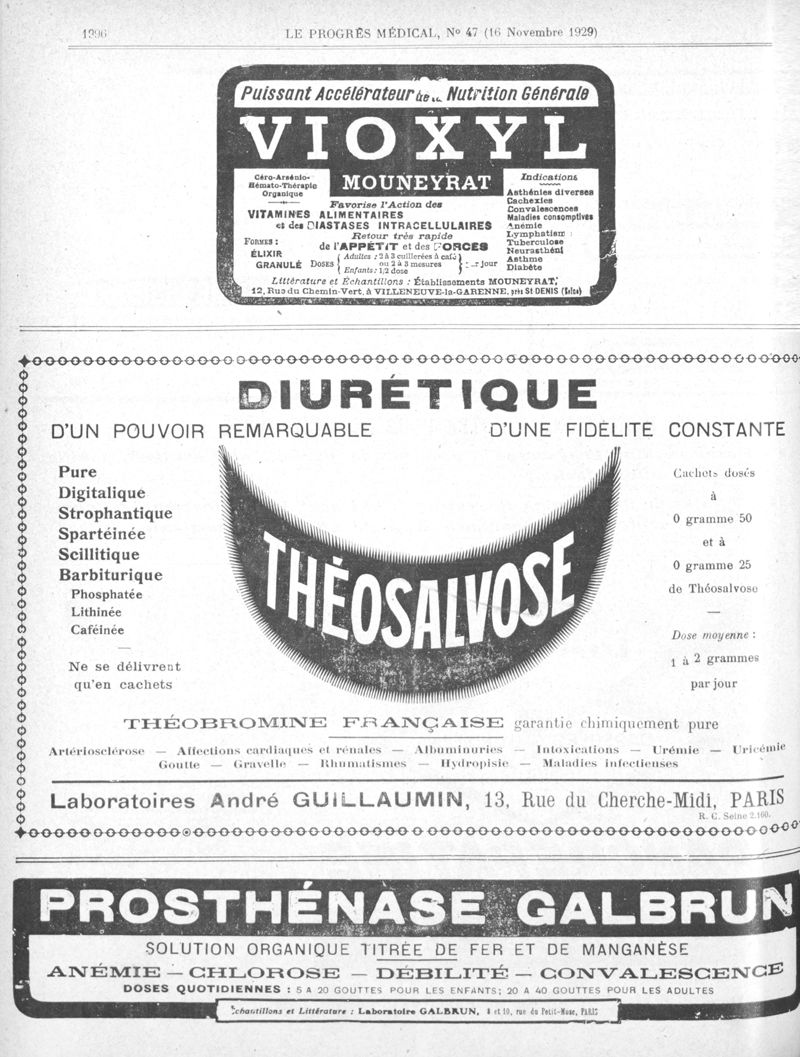 1996
LE PROGRÈS MÉDICAL, No 47 (16 Novembre 1929)
Puissant Accélérateur de la Nutrition Générale
VIOXYL
MOUNEYRAT
Céro-Arsénio-
Hémato-Thérapie
Organique
Favorise l'Action des
VITAMINES ALIMENTAIRES
et des DIASTASES INTRACELLULAIRES
Retour très rapide
de l'APPÉTIT et des FORCES
FORMES :
ÉLIXIR
GRANULÉ
DOSES
Adultes : 2 à 3 cuillerées à café
ou 2 à 3 mesures
Enfants : 1/2 dose
jour
Indications
Asthénies diverses
Cachexies
Convalescences
Maladies consomptives
Anémie
Lymphatism
Tuberculose
Neurasthéni
Asthme
Diabète
Littérature et Échantillons : Établissements MOUNEYRAT,
12, Rue du Chemin-Vert, à VILLENEUVE-la-GARENNE, près St-DENIS (Seine)
DIURÉTIQUE
D'UN POUVOIR REMARQUABLE D'UNE FIDÉLITÉ CONSTANTE
Pure
Digitalique
Strophantique
Spartéinée
Scillitique
Barbiturique
Phosphatée
Lithinée
Caféinée
Ne se délivrent
qu'en cachets
THÉOSALVOSE
Cachets dosés
à
0 gramme 50
et à
0 gramme 25
de Théosalvose
Dose moyenne :
1 à 2 grammes
par jour
THÉOBROMINE FRANÇAISE garantie chimiquement pure
Artériosclérose — Affections cardiaques et rénales — Albuminuries — Intoxications — Urémie — Uricémie
Goutte — Gravelle — Rhumatismes — Hydropisie — Maladies infectieuses
Laboratoires André GUILLAUMIN, 13, Rue du Cherche-Midi, PARIS
R. C. Seine 2.160.
PROSTHÉNASE GALBRUN
SOLUTION ORGANIQUE TITRÉE DE FER ET DE MANGANÈSE
ANÉMIE — CHLOROSE — DÉBILITÉ — CONVALESCENCE
DOSES QUOTIDIENNES : 5 A 20 GOUTTES POUR LES ENFANTS; 20 A 40 GOUTTES POUR LES ADULTES
Échantillons et Littérature : Laboratoire GALBRUN, 8 et 10, rue du Petit-Musc, PARIS